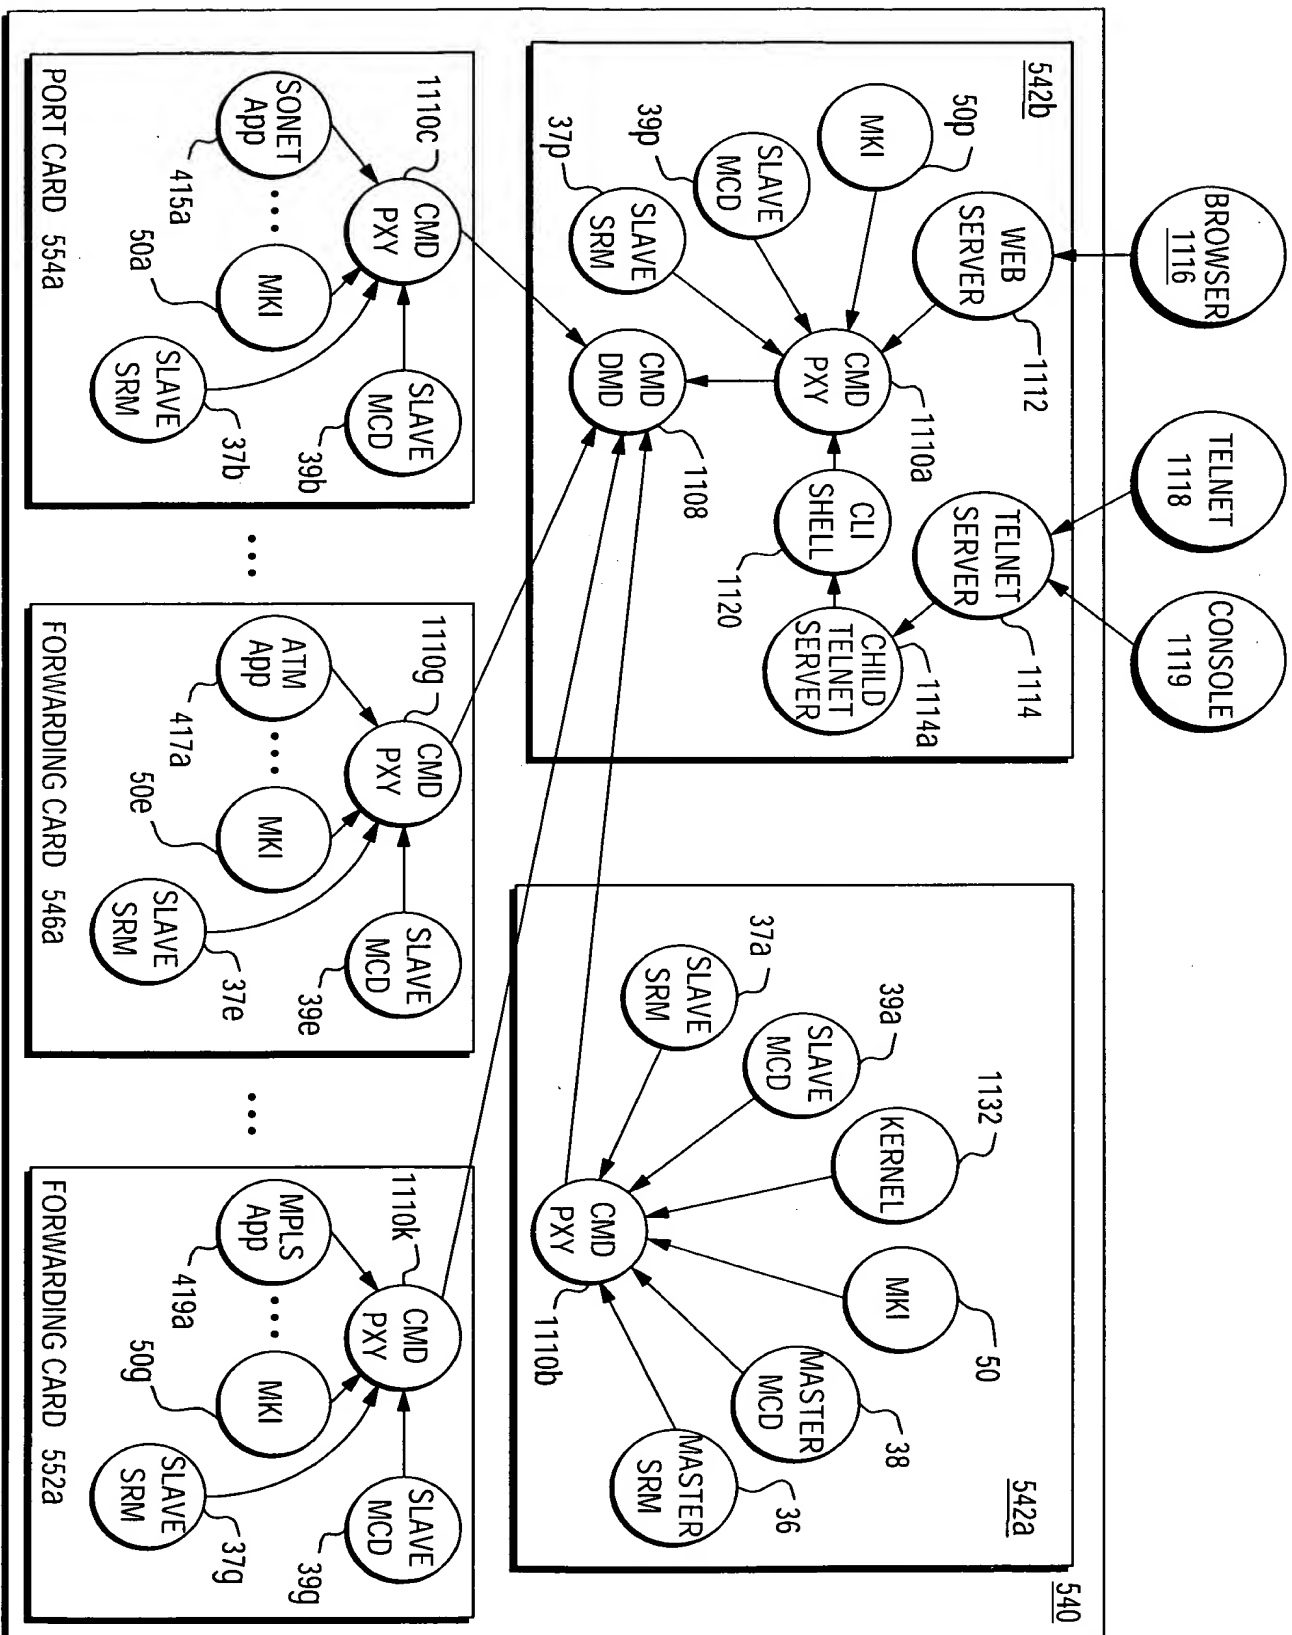 BROWSER
1116
TELNET
1118
CONSOLE
1119
540
542b
50p
MKI
39p
SLAVE
MCD
37p
SLAVE
SRM
WEB
SERVER
1112
CMD
PXY
1110a
CMD
DMD
1108
CLI
SHELL
1120
TELNET
SERVER
1114
CHILD
TELNET
SERVER
1114a
542a
37a
SLAVE
SRM
39a
SLAVE
MCD
1132
KERNEL
MKI
50
MASTER
MCD
38
MASTER
SRM
36
CMD
PXY
1110b
1110c
CMD
PXY
SONET
App
415a
50a
MKI
SLAVE
SRM
37b
SLAVE
MCD
39b
PORT CARD 554a
1110g
CMD
PXY
ATM
App
417a
50e
MKI
SLAVE
SRM
37e
SLAVE
MCD
39e
FORWARDING CARD 546a
1110k
CMD
PXY
MPLS
App
419a
50g
MKI
SLAVE
SRM
37g
SLAVE
MCD
39g
FORWARDING CARD 552a